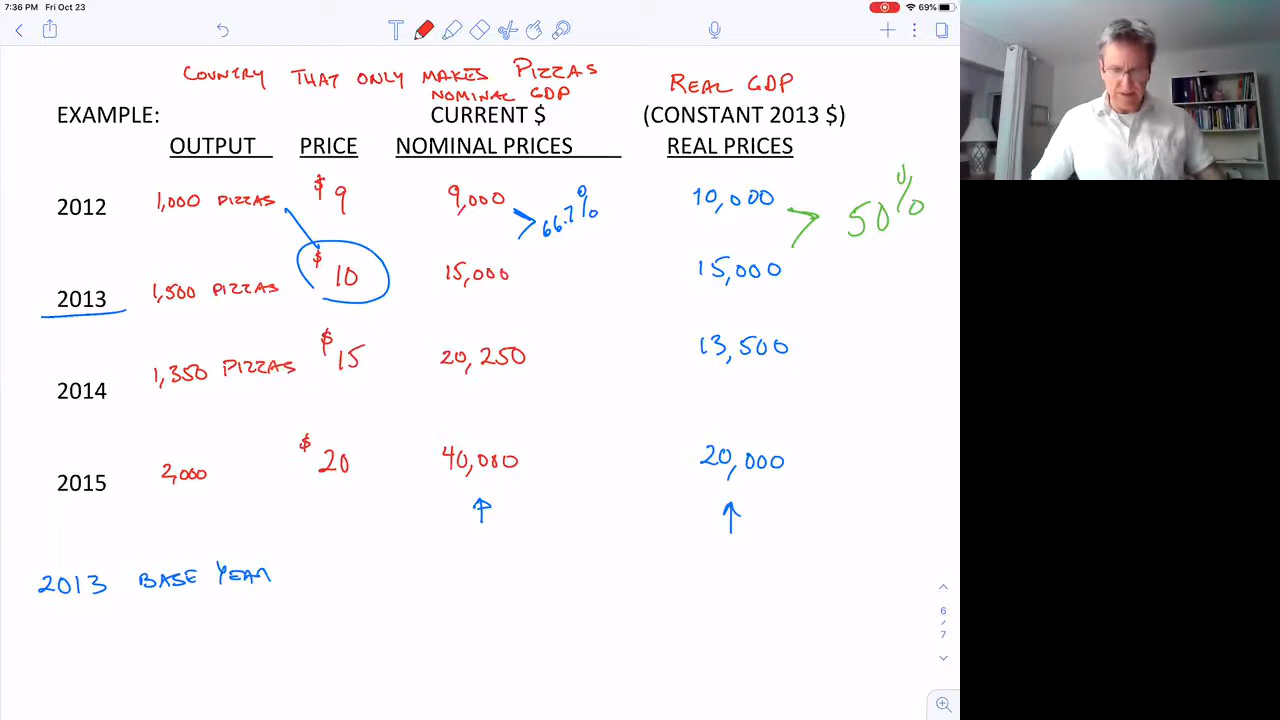 7:36 PM Fri Oct 23
69%
COUNTRY THAT ONLY MAKES PIZZAS
NOMINAL GDP
REAL GDP
EXAMPLE: CURRENT $ (CONSTANT 2013 $)
OUTPUT PRICE NOMINAL PRICES REAL PRICES
2012 1,000 PIZZAS $9 9,000 > 66.7% 10,000 > 50%
2013 1,500 PIZZAS $10 15,000 15,000
2014 1,350 PIZZAS $15 20,250 13,500
2015 2,000 $20 40,000 20,000
2013 BASE YEAR
6
/
7